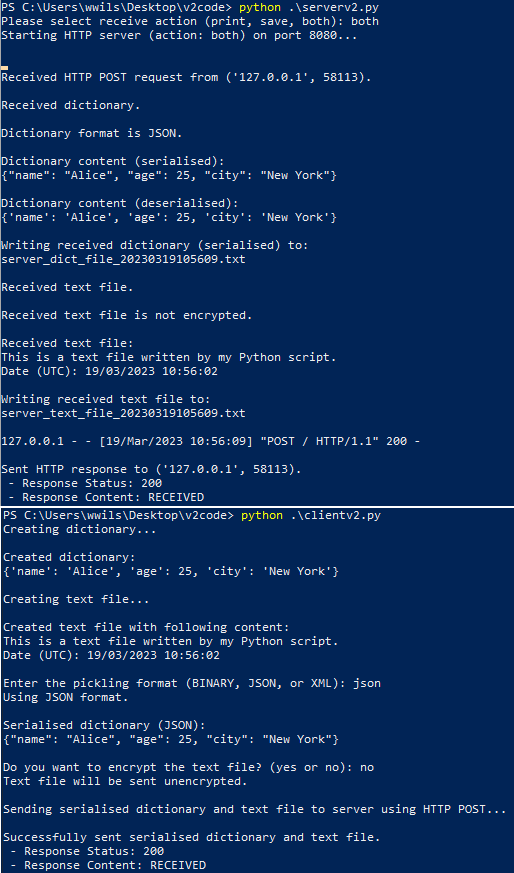 PS C:\Users\wwils\Desktop\v2code> python .\serverv2.py
Please select receive action (print, save, both): both
Starting HTTP server (action: both) on port 8080...
Received HTTP POST request from ('127.0.0.1', 58113).
Received dictionary.
Dictionary format is JSON.
Dictionary content (serialised):
{"name": "Alice", "age": 25, "city": "New York"}
Dictionary content (deserialised):
{'name': 'Alice', 'age': 25, 'city': 'New York'}
Writing received dictionary (serialised) to:
server_dict_file_20230319105609.txt
Received text file.
Received text file is not encrypted.
Received text file:
This is a text file written by my Python script.
Date (UTC): 19/03/2023 10:56:02
Writing received text file to:
server_text_file_20230319105609.txt
127.0.0.1 - - [19/Mar/2023 10:56:09] "POST / HTTP/1.1" 200 -
Sent HTTP response to ('127.0.0.1', 58113).
- Response Status: 200
- Response Content: RECEIVED
PS C:\Users\wwils\Desktop\v2code> python .\clientv2.py
Creating dictionary...
Created dictionary:
{'name': 'Alice', 'age': 25, 'city': 'New York'}
Creating text file...
Created text file with following content:
This is a text file written by my Python script.
Date (UTC): 19/03/2023 10:56:02
Enter the pickling format (BINARY, JSON, or XML): json
Using JSON format.
Serialised dictionary (JSON):
{"name": "Alice", "age": 25, "city": "New York"}
Do you want to encrypt the text file? (yes or no): no
Text file will be sent unencrypted.
Sending serialised dictionary and text file to server using HTTP POST...
Successfully sent serialised dictionary and text file.
- Response Status: 200
- Response Content: RECEIVED